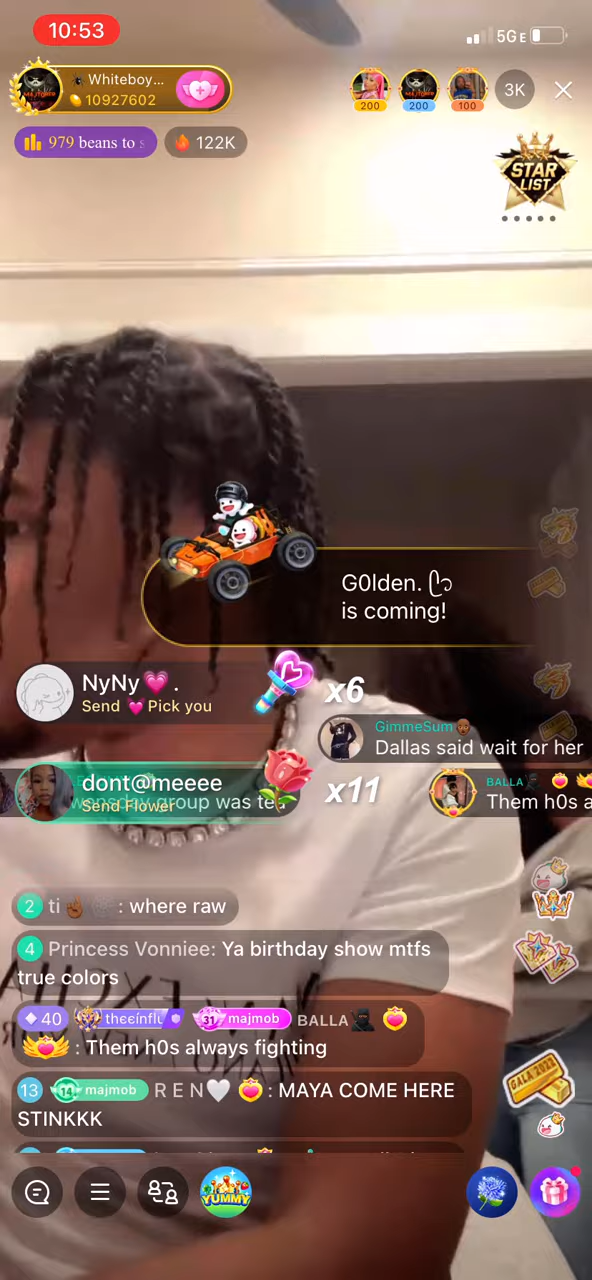 10:53
5G E
Whiteboy...
10927602
200
200
100
3K
979 beans to s
122K
STAR
LIST
G0lden.
is coming!
NyNy💗 .
Send 💗Pick you
x6
GimmeSum
Dallas said wait for her
dont@meeee
Send Flower
group was te
x11
BALLA
Them h0s a
2 ti : where raw
4 Princess Vonniee: Ya birthday show mtfs
true colors
40 majmob BALLA
: Them h0s always fighting
13 majmob R E N🤍 : MAYA COME HERE
STINKKK
YUMMY